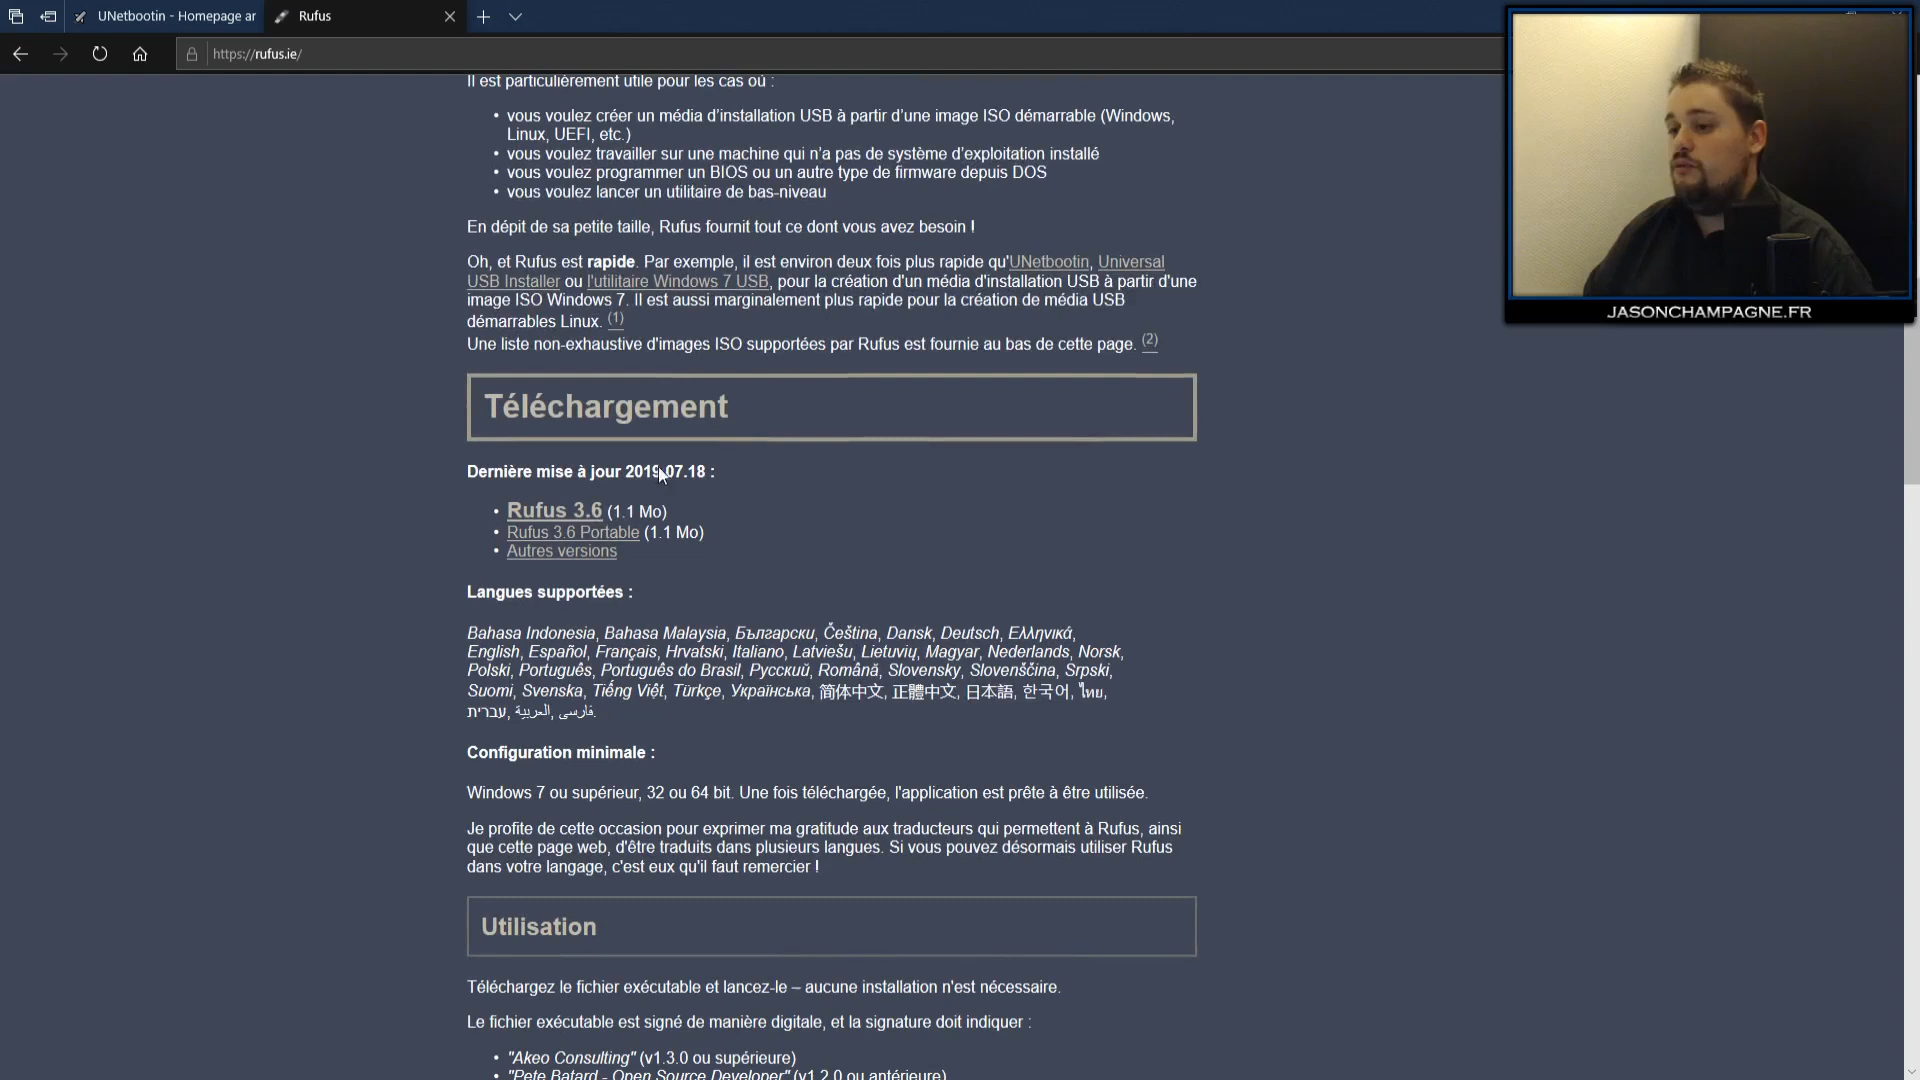 UNetbootin - Homepage ar
Rufus
https://rufus.ie/
Il est particulièrement utile pour les cas où :
• vous voulez créer un média d’installation USB à partir d’une image ISO démarrable (Windows,
Linux, UEFI, etc.)
• vous voulez travailler sur une machine qui n’a pas de système d’exploitation installé
• vous voulez programmer un BIOS ou un autre type de firmware depuis DOS
• vous voulez lancer un utilitaire de bas-niveau
En dépit de sa petite taille, Rufus fournit tout ce dont vous avez besoin !
Oh, et Rufus est rapide. Par exemple, il est environ deux fois plus rapide qu'UNetbootin, Universal
USB Installer ou l'utilitaire Windows 7 USB, pour la création d'un média d'installation USB à partir d'une
image ISO Windows 7. Il est aussi marginalement plus rapide pour la création de média USB
démarrables Linux. (1)
Une liste non-exhaustive d'images ISO supportées par Rufus est fournie au bas de cette page. (2)
Téléchargement
Dernière mise à jour 2019.07.18 :
• Rufus 3.6 (1.1 Mo)
• Rufus 3.6 Portable (1.1 Mo)
• Autres versions
Langues supportées :
Bahasa Indonesia, Bahasa Malaysia, Български, Čeština, Dansk, Deutsch, Ελληνικά,
English, Español, Français, Hrvatski, Italiano, Latviešu, Lietuvių, Magyar, Nederlands, Norsk,
Polski, Português, Português do Brasil, Русский, Română, Slovensky, Slovenščina, Srpski,
Suomi, Svenska, Tiếng Việt, Türkçe, Українська, 简体中文, 正體中文, 日本語, 한국어, ไทย,
עברית, العربية, فارسی.
Configuration minimale :
Windows 7 ou supérieur, 32 ou 64 bit. Une fois téléchargée, l'application est prête à être utilisée.
Je profite de cette occasion pour exprimer ma gratitude aux traducteurs qui permettent à Rufus, ainsi
que cette page web, d'être traduits dans plusieurs langues. Si vous pouvez désormais utiliser Rufus
dans votre langage, c'est eux qu'il faut remercier !
Utilisation
Téléchargez le fichier exécutable et lancez-le – aucune installation n'est nécessaire.
Le fichier exécutable est signé de manière digitale, et la signature doit indiquer :
• "Akeo Consulting" (v1.3.0 ou supérieure)
• "Pete Batard - Open Source Developer" (v1.2.0 ou antérieure)
JASONCHAMPAGNE.FR